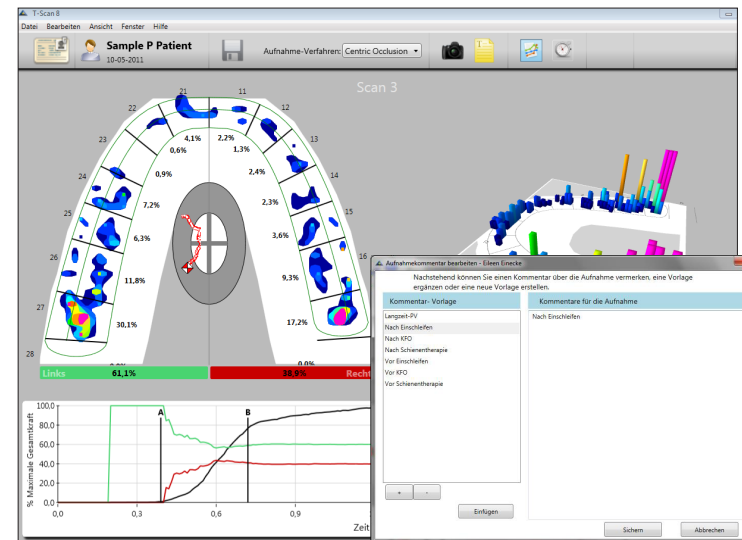 T-Scan 8
Datei Bearbeiten Ansicht Fenster Hilfe
Sample P Patient
10-05-2011
Aufnahme-Verfahren: Centric Occlusion
Scan 3
21 11
22 12
23 13
24 14
25 15
26 16
27
28
4,1% 2,2%
0,6% 1,3%
0,9% 2,4%
7,2% 2,3%
6,3% 3,6%
11,8% 9,3%
30,1% 17,2%
0,0%
Links 61,1% 38,9% Recht
% Maximale Gesamtkraft
100.0
80.0
60.0
40.0
20.0
0.0
A B
0,0 0,3 0,6 0,9
Zeit
Aufnahmekommentar bearbeiten - Eileen Einecke
Nachstehend können Sie einen Kommentar über die Aufnahme vermerken, eine Vorlage
ergänzen oder eine neue Vorlage erstellen.
Kommentar- Vorlage
Langzeit-PV
Nach Einschleifen
Nach KFO
Nach Schienentherapie
Vor Einschleifen
Vor KFO
Vor Schienentherapie
+ -
Einfügen
Kommentare für die Aufnahme
Nach Einschleifen
Sichern Abbrechen